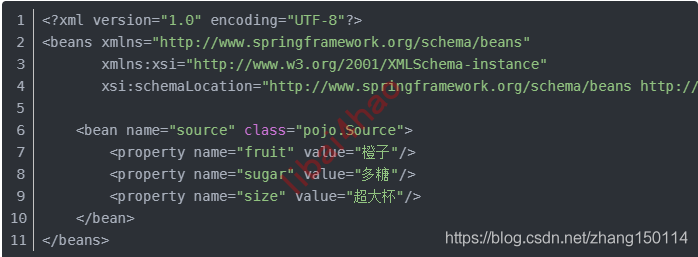 1 <?xml version="1.0" encoding="UTF-8"?>
2 <beans xmlns="http://www.springframework.org/schema/beans"
3 xmlns:xsi="http://www.w3.org/2001/XMLSchema-instance"
4 xsi:schemaLocation="http://www.springframework.org/schema/beans http://
5
6 <bean name="source" class="pojo.Source">
7 <property name="fruit" value="橙子"/>
8 <property name="sugar" value="多糖"/>
9 <property name="size" value="超大杯"/>
10 </bean>
11 </beans>
libai4hao
https://blog.csdn.net/zhang150114